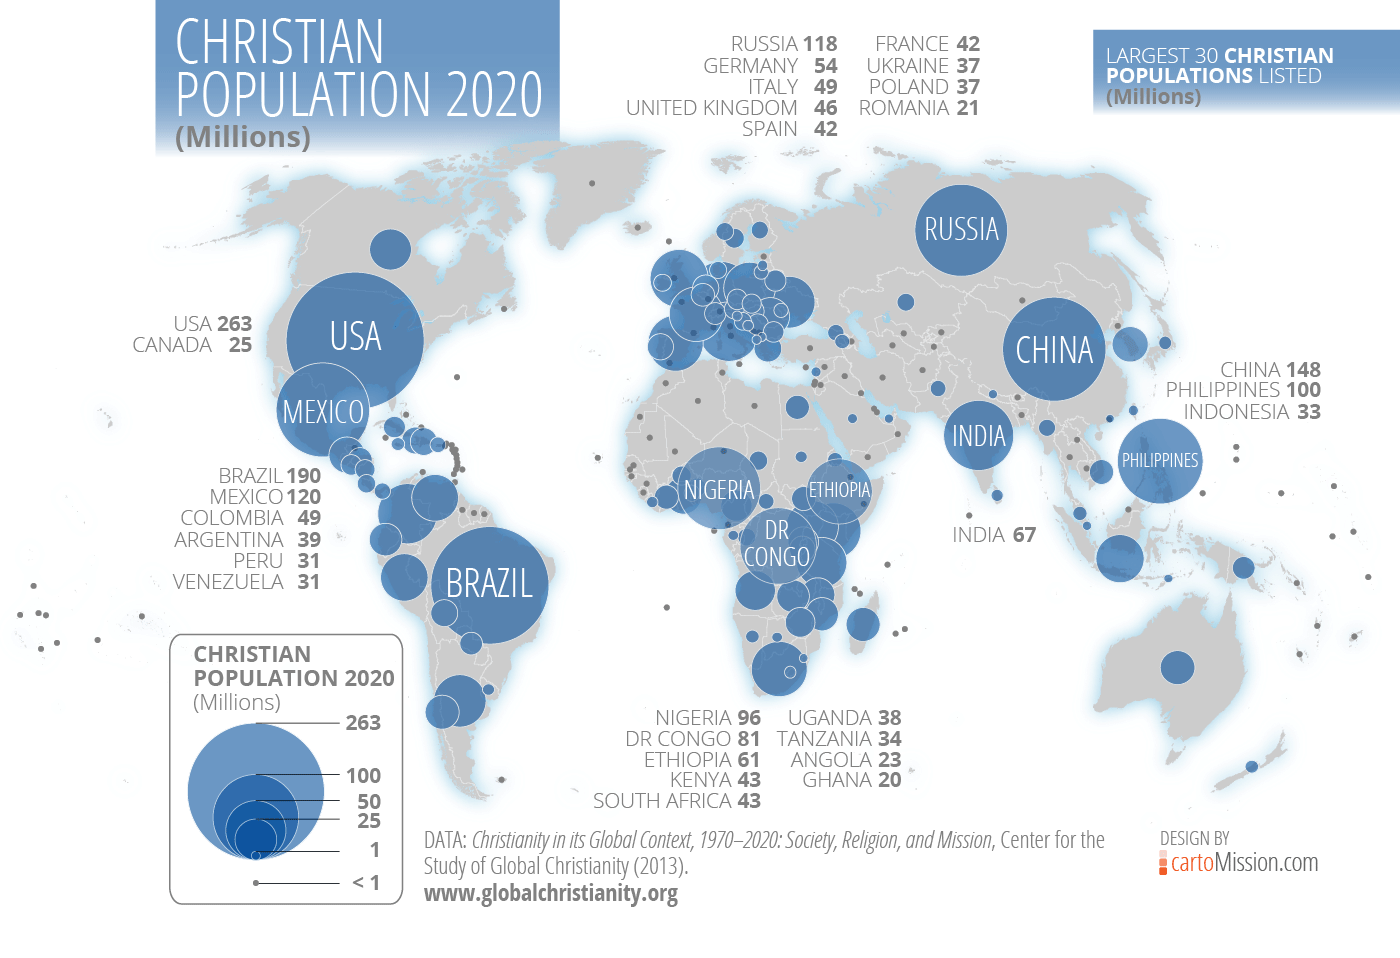 CHRISTIAN
POPULATION 2020
(Millions)
RUSSIA 118
GERMANY 54
ITALY 49
UNITED KINGDOM 46
SPAIN 42
FRANCE 42
UKRAINE 37
POLAND 37
ROMANIA 21
LARGEST 30 CHRISTIAN
POPULATIONS LISTED
(Millions)
RUSSIA
USA 263
CANADA 25
USA
CHINA
MEXICO
CHINA 148
PHILIPPINES 100
INDONESIA 33
INDIA
PHILIPPINES
BRAZIL 190
MEXICO 120
COLOMBIA 49
ARGENTINA 39
PERU 31
VENEZUELA 31
NIGERIA
ETHIOPIA
DR
CONGO
INDIA 67
BRAZIL
CHRISTIAN
POPULATION 2020
(Millions)
263
100
50
25
1
< 1
NIGERIA 96
DR CONGO 81
ETHIOPIA 61
KENYA 43
SOUTH AFRICA 43
UGANDA 38
TANZANIA 34
ANGOLA 23
GHANA 20
DATA: Christianity in its Global Context, 1970–2020: Society, Religion, and Mission, Center for the
Study of Global Christianity (2013).
www.globalchristianity.org
DESIGN BY
cartoMission.com